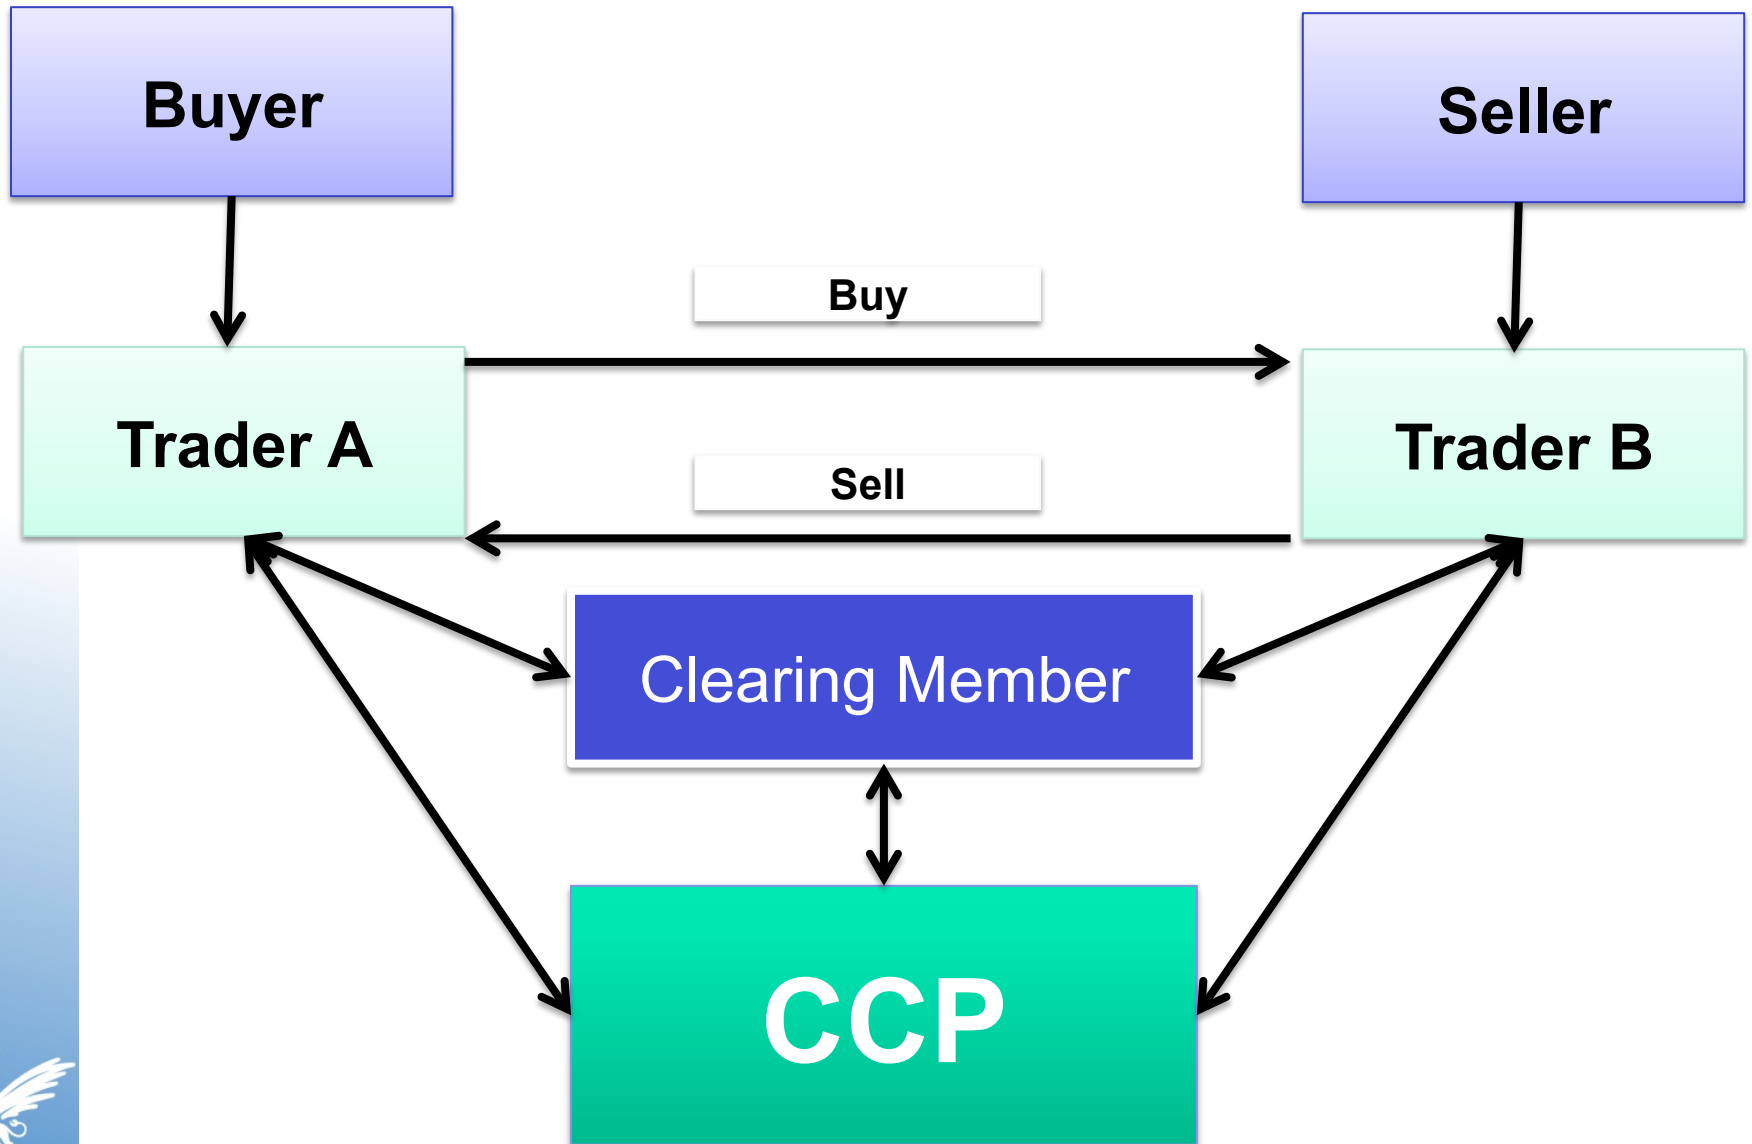 Buyer
Seller
Buy
Trader A
Trader B
Sell
Clearing Member
CCP